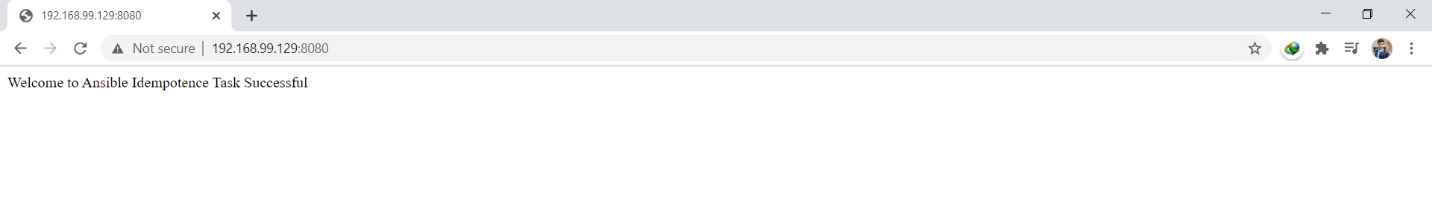 192.168.99.129:8080
Not secure | 192.168.99.129:8080
Welcome to Ansible Idempotence Task Successful